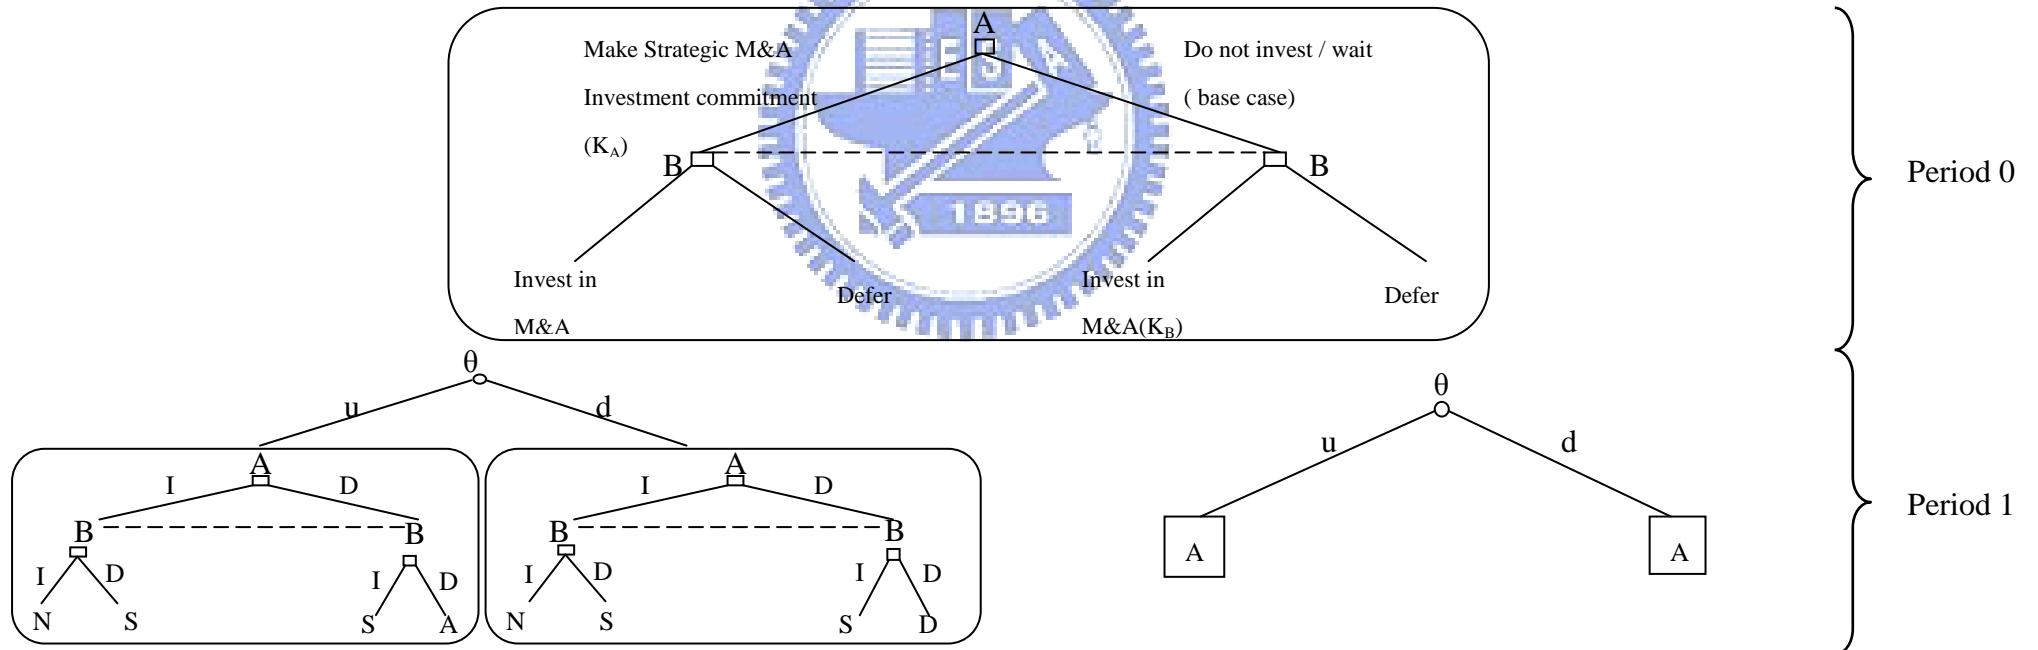 A
Make Strategic M&A
Do not invest / wait
Investment commitment
( base case)
(K_A)
B
B
Period 0
1896
Invest in
Defer
Invest in
Defer
M&A
M&A(K_B)
θ
u
d
θ
u
d
A
I
D
B
B
I
D
I
D
N
S
S
A
A
I
D
B
B
I
D
I
D
N
S
S
D
A
A
Period 1
E S A